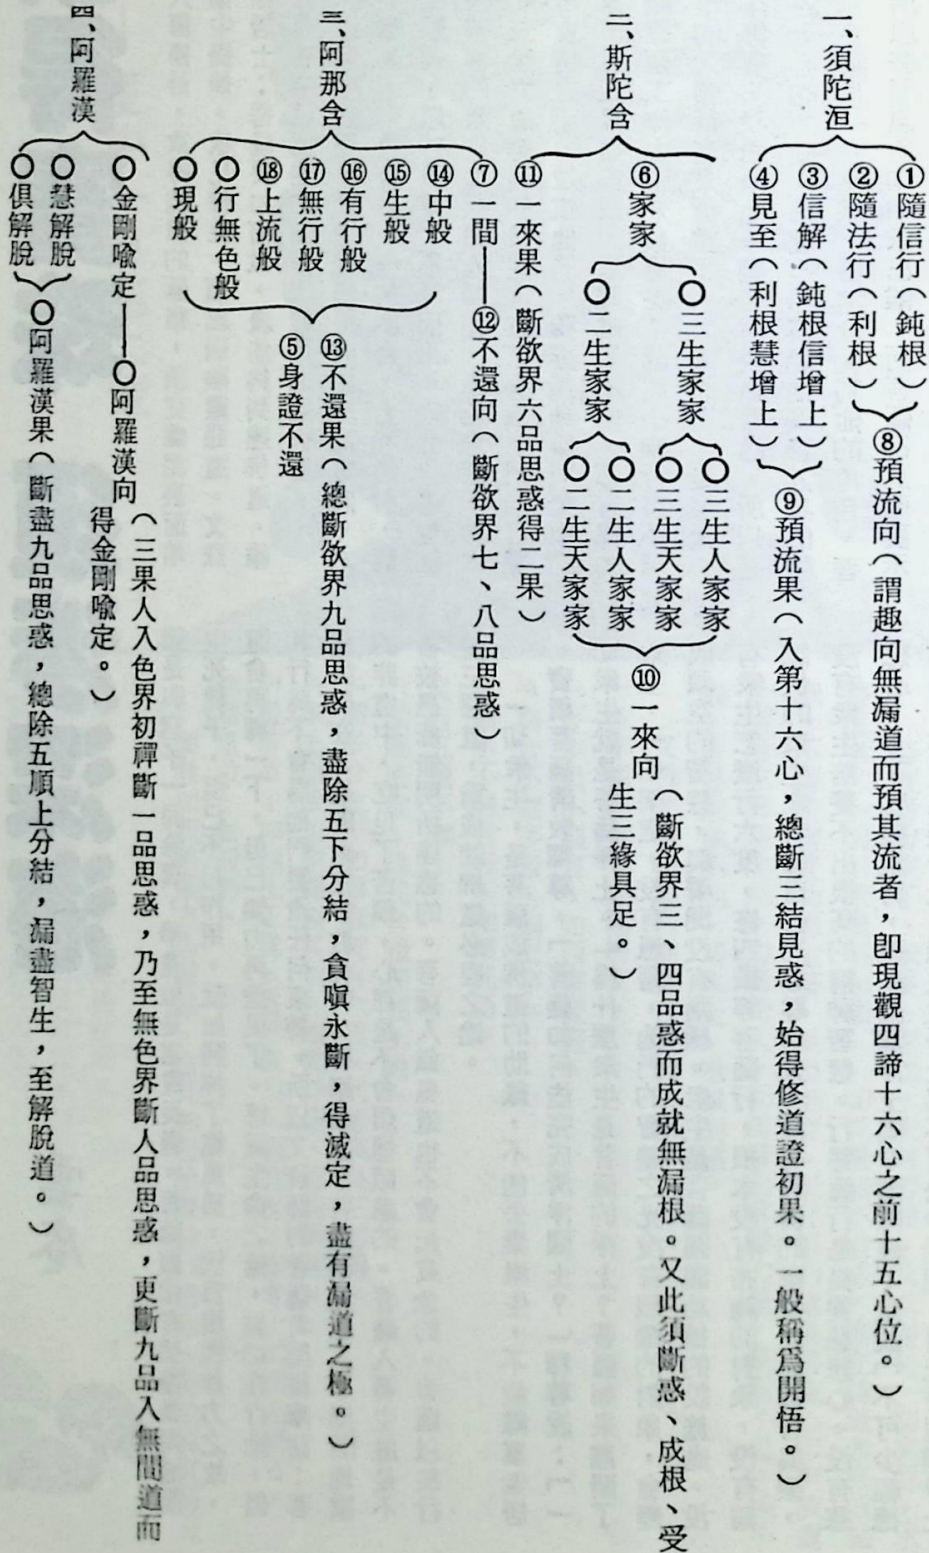 一、須陀洹
①隨信行（鈍根）
②隨法行（利根）
⑧預流向（謂趣向無漏道而預其流者，卽現觀四諦十六心之前十五心位。）
③信解（鈍根信增上）
④見至（利根慧增上）
⑨預流果（入第十六心，總斷三結見惑，始得修道證初果。一般稱爲開悟。）
二、斯陀含
⑥家家
○三生家家
○三生人家家
○三生天家家
○二生家家
○二生人家家
○二生天家家
⑩一來向
（斷欲界三、四品惑而成就無漏根。又此須斷惑、成根、受
生三緣具足。）
⑪一來果（斷欲界六品思惑得二果）
三、阿那含
⑦一間——⑫不還向（斷欲界七、八品思惑）
⑭中般
⑮生般
⑯有行般
⑰無行般
⑱上流般
○行無色般
○現般
⑬不還果（總斷欲界九品思惑，盡除五下分結，貪嗔永斷，得滅定，盡有漏道之極。）
⑤身證不還
四、阿羅漢
○金剛喩定——○阿羅漢向
（三果人入色界初禪斷一品思惑，乃至無色界斷人品思惑，更斷九品入無間道而
得金剛喩定。）
○慧解脫
○俱解脫
○阿羅漢果（斷盡九品思惑，總除五順上分結，漏盡智生，至解脫道。）